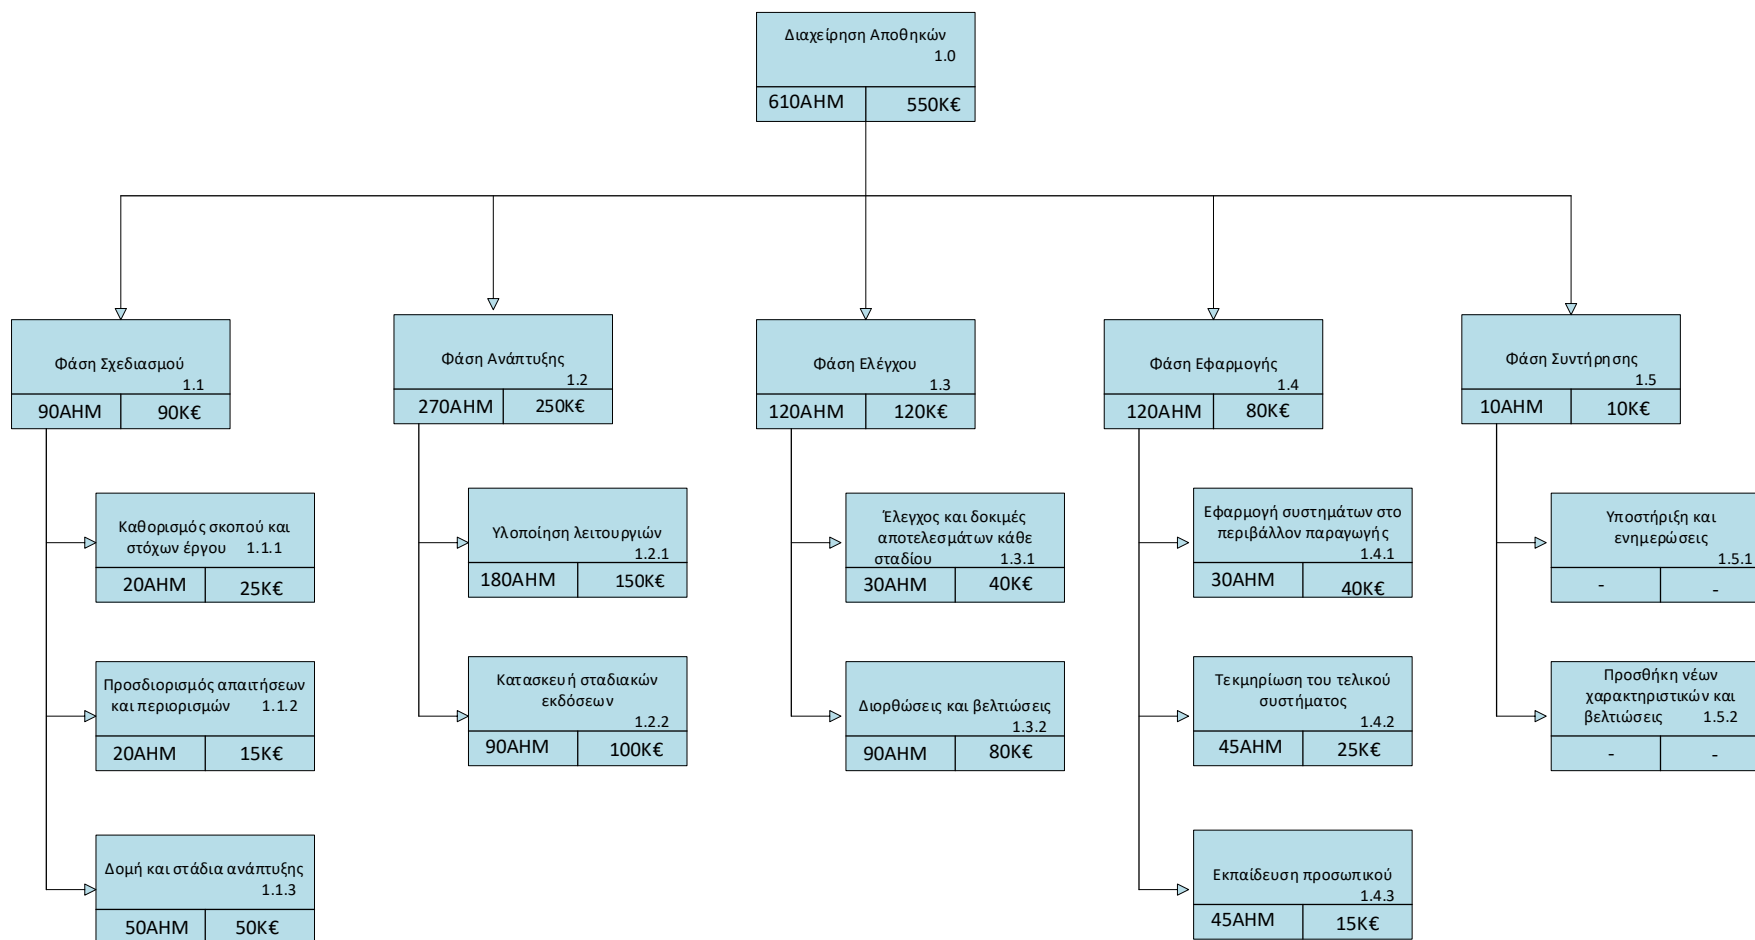 Διαχείρηση Αποθηκών
1.0
610ΑΗΜ 550Κ€
Φάση Σχεδιασμού
1.1
90ΑΗΜ 90Κ€
Φάση Ανάπτυξης
1.2
270ΑΗΜ 250Κ€
Φάση Ελέγχου
1.3
120ΑΗΜ 120Κ€
Φάση Εφαρμογής
1.4
120ΑΗΜ 80Κ€
Φάση Συντήρησης
1.5
10ΑΗΜ 10Κ€
Καθορισμός σκοπού και
στόχων έργου 1.1.1
20ΑΗΜ 25Κ€
Υλοποίηση λειτουργιών
1.2.1
180ΑΗΜ 150Κ€
Έλεγχος και δοκιμές
αποτελεσμάτων κάθε
σταδίου 1.3.1
30ΑΗΜ 40Κ€
Εφαρμογή συστημάτων στο
περιβάλλον παραγωγής
1.4.1
30ΑΗΜ 40Κ€
Υποστήριξη και
ενημερώσεις
1.5.1
- -
Προσδιορισμός απαιτήσεων
και περιορισμών 1.1.2
20ΑΗΜ 15Κ€
Κατασκευή σταδιακών
εκδόσεων
1.2.2
90ΑΗΜ 100Κ€
Διορθώσεις και βελτιώσεις
1.3.2
90ΑΗΜ 80Κ€
Τεκμηρίωση του τελικού
συστήματος
1.4.2
45ΑΗΜ 25Κ€
Προσθήκη νέων
χαρακτηριστικών και
βελτιώσεις 1.5.2
- -
Δομή και στάδια ανάπτυξης
1.1.3
50ΑΗΜ 50Κ€
Εκπαίδευση προσωπικού
1.4.3
45ΑΗΜ 15Κ€